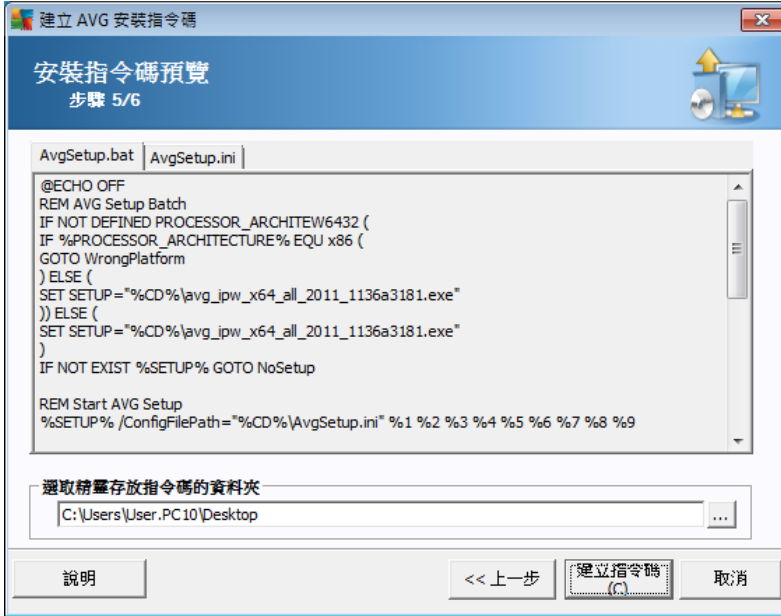 建立 AVG 安裝指令碼
安裝指令碼預覽
步驟 5/6
AvgSetup.bat AvgSetup.ini
@ECHO OFF
REM AVG Setup Batch
IF NOT DEFINED PROCESSOR_ARCHITEW6432 (
IF %PROCESSOR_ARCHITECTURE% EQU x86 (
GOTO WrongPlatform
) ELSE (
SET SETUP="%CD%\avg_ipw_x64_all_2011_1136a3181.exe"
)) ELSE (
SET SETUP="%CD%\avg_ipw_x64_all_2011_1136a3181.exe"
)
IF NOT EXIST %SETUP% GOTO NoSetup
REM Start AVG Setup
%SETUP% /ConfigFilePath="%CD%\AvgSetup.ini" %1 %2 %3 %4 %5 %6 %7 %8 %9
選取精靈存放指令碼的資料夾
C:\Users\User.PC10\Desktop
...
說明
<< 上一步
建立指令碼
(C)
取消